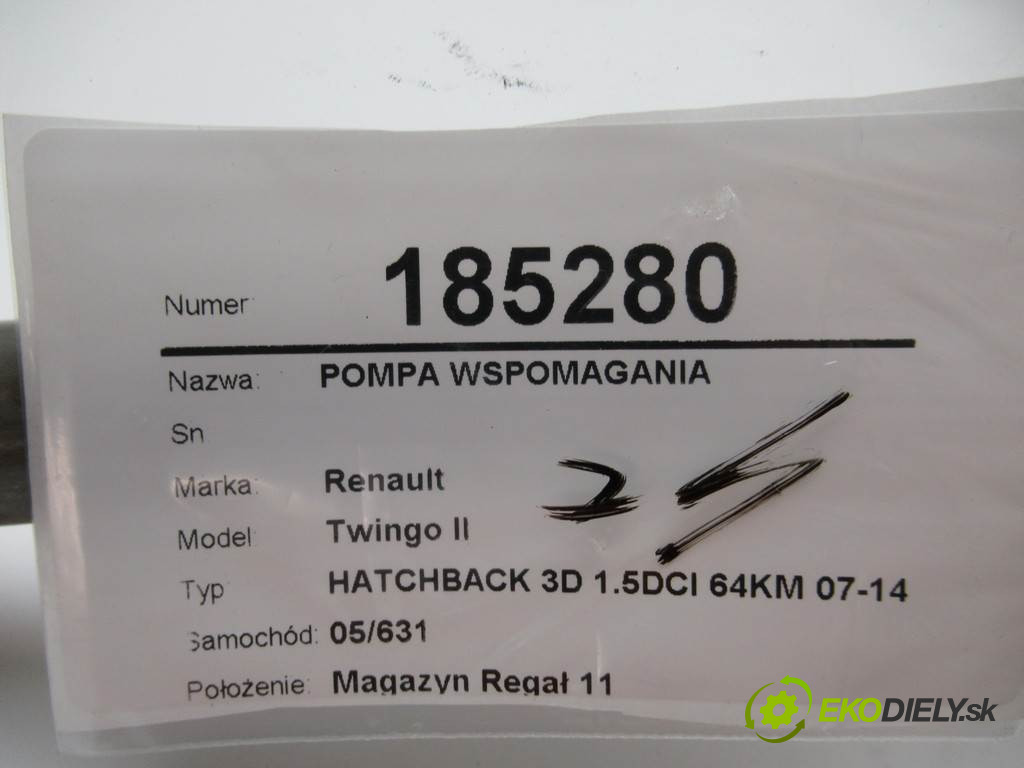 Numer 185280
Nazwa: POMPA WSPOMAGANIA
Sn
Marka: Renault
25
Model Twingo II
Typ HATCHBACK 3D 1.5DCI 64KM 07-14
Samochód: 05/631
Położenie: Magazyn Regał 11
EKODIELY.sk